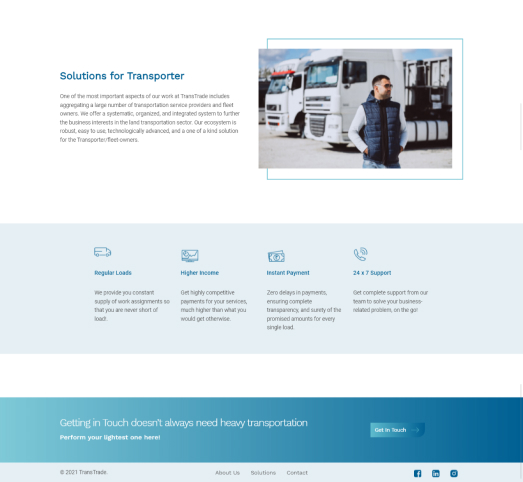 Solutions for Transporter
One of the most important aspects of our work at TransTrade includes
aggregating a large number of transportation service providers and fleet
owners. We offer a systematic, organized, and integrated system to further
the business interests in the land transportation sector. Our ecosystem is
robust, easy to use, technologically advanced, and a one of a kind solution
for the Transporter/fleet-owners.
Regular Loads
We provide you constant
supply of work assignments so
that you are never short of
load!
Higher Income
Get highly competitive
payments for your services,
much higher than what you
would get otherwise.
Instant Payment
Zero delays in payments,
ensuring complete
transparency, and surety of the
promised amounts for every
single load.
24 x 7 Support
Get complete support from our
team to solve your business-
related problem, on the go!
Getting in Touch doesn't always need heavy transportation
Perform your lightest one here!
Get In Touch
© 2021 TransTrade.
About Us Solutions Contact